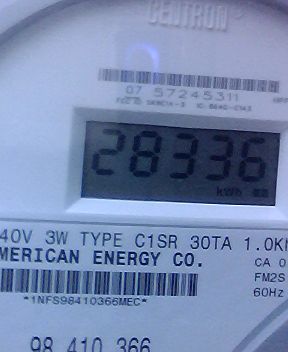 CENTRON
07 57245311
28336
kWh
40V 3W TYPE C1SR 30TA 1.0K
MERICAN ENERGY CO.
CA 0
FM2S
*1NFS98410366MEC*
60Hz
98 410 366